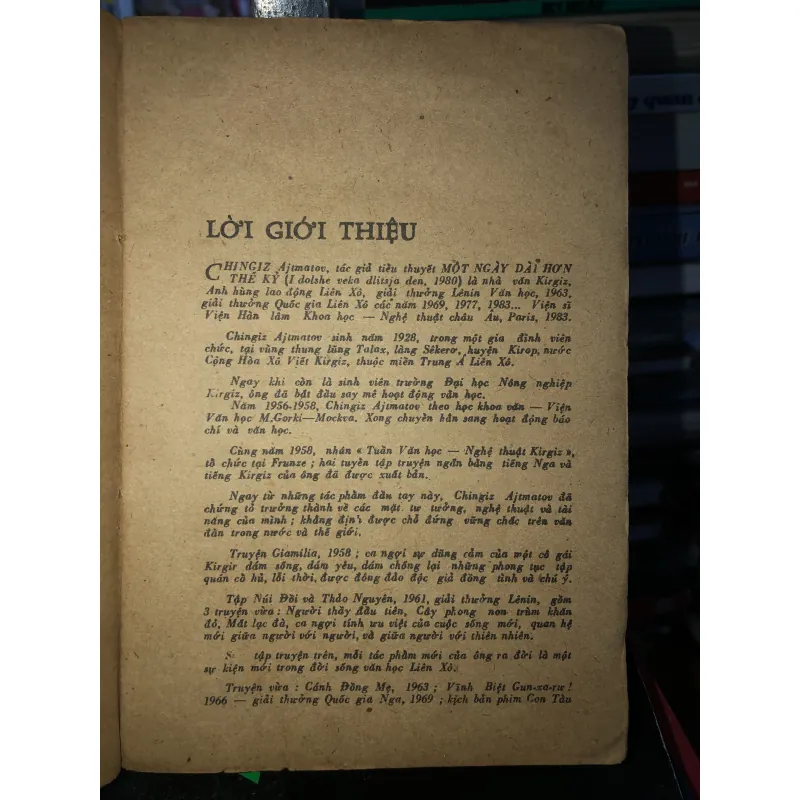 LỜI GIỚI THIỆU
CHINGIZ Ajtmatov, tác giả tiểu thuyết MỘT NGÀY DÀI HƠN
THẾ KỶ (I dolshe veka dlitsja den, 1980) là nhà văn Kirgiz,
Anh hùng lao động Liên Xô, giải thưởng Lênin Văn học, 1963,
giải thưởng Quốc gia Liên Xô các năm 1969, 1977, 1983... Viện sĩ
Viện Hàn lâm Khoa học — Nghệ thuật châu Âu, Paris, 1983.
Chingiz Ajtmatov sinh năm 1928, trong một gia đình viên
chức, tại vùng thung lũng Talax, làng Sêkerơ, huyện Kirop, nước
Cộng Hòa Xô Viết Kirgiz, thuộc miền Trung Á Liên Xô.
Ngay khi còn là sinh viên trường Đại học Nông nghiệp
Kirgiz, ông đã bắt đầu say mê hoạt động văn học.
Năm 1956-1958, Chingiz Ajtmatov theo học khoa văn — Viện
Văn học M.Gorki—Mockva. Xong chuyển hẳn sang hoạt động báo
chí và văn học.
Cũng năm 1958, nhân « Tuần Văn học — Nghệ thuật Kirgiz »,
tổ chức tại Frunze ; hai tuyển tập truyện ngắn bằng tiếng Nga và
tiếng Kirgiz của ông đã được xuất bản.
Ngay từ những tác phẩm đầu tay này, Chingiz Ajtmatov đã
chứng tỏ trưởng thành về các mặt tư tưởng, nghệ thuật và tài
năng của mình ; khẳng định được chỗ đứng vững chắc trên văn
đàn trong nước và thế giới.
Truyện Giamilia, 1958 ; ca ngợi sự dũng cảm của một cô gái
Kirgir dám sống, dám yêu, dám chống lại những phong tục tập
quán cổ hủ, lỗi thời, được đông đảo độc giả đồng tình và chú ý.
Tập Núi Đồi và Thảo Nguyên, 1961, giải thưởng Lênin, gồm
3 truyện vừa : Người thầy đầu tiên, Cây phong non trùm khăn
đỏ, Mắt lạc đà, ca ngợi tính ưu việt của cuộc sống mới, quan hệ
mới giữa người với người, và giữa người với thiên nhiên.
tập truyện trên, mỗi tác phẩm mới của ông ra đời là một
sự kiện mới trong đời sống văn học Liên Xô.
Truyện vừa : Cánh Đồng Mẹ, 1963 ; Vĩnh Biệt Gun-xa-rư !
1966 — giải thưởng Quốc gia Nga, 1969 ; kịch bản phim Con Tàu